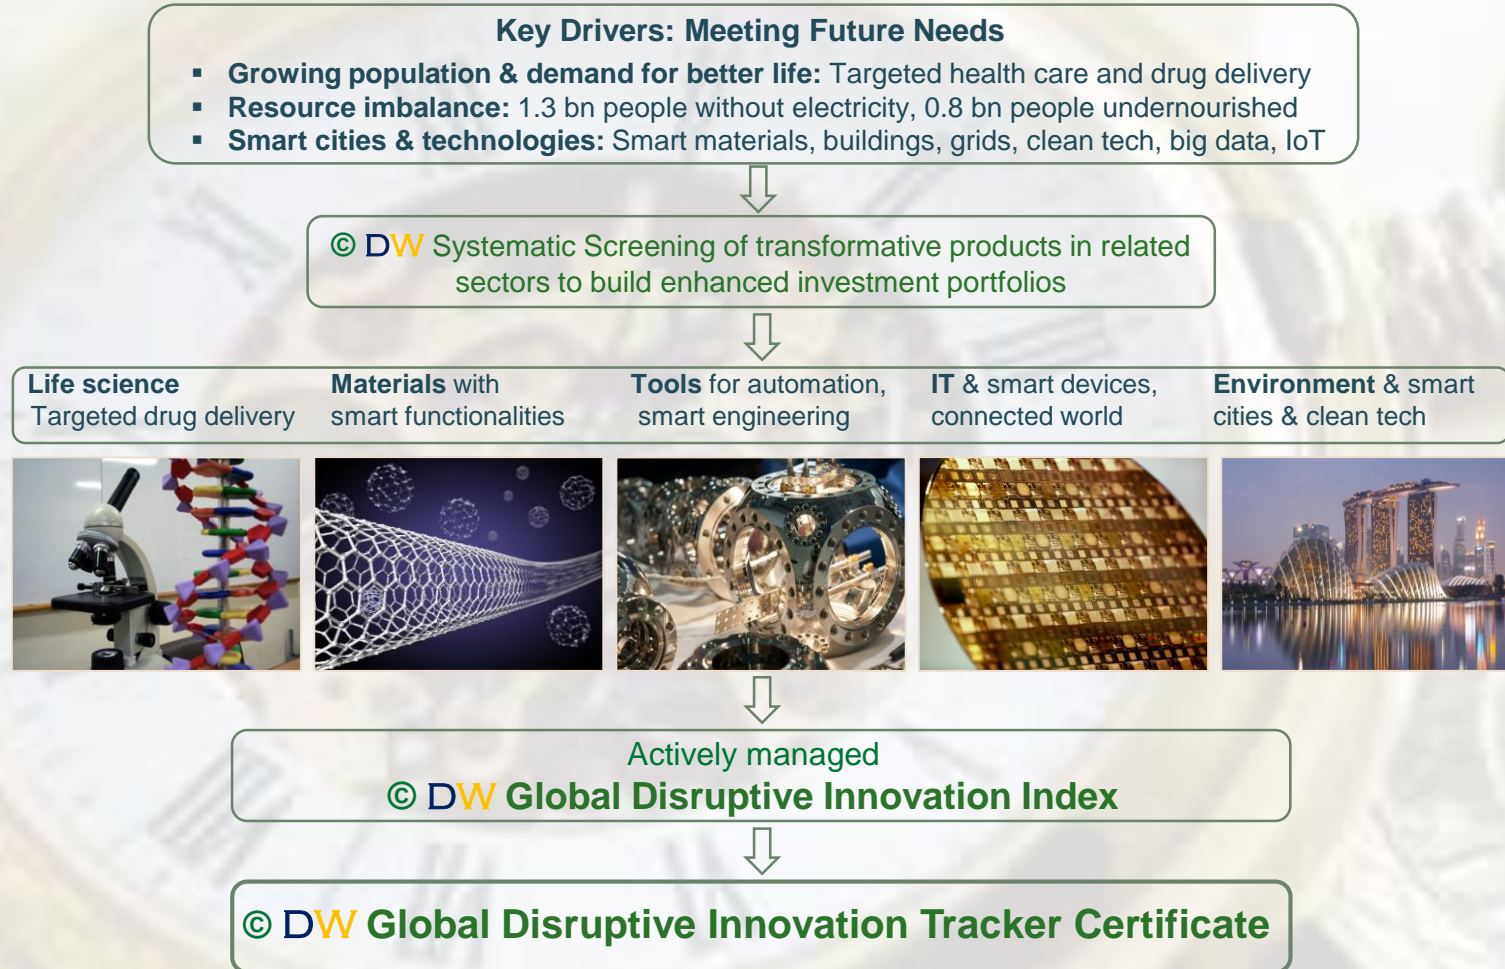 Key Drivers: Meeting Future Needs
▪ Growing population & demand for better life: Targeted health care and drug delivery
▪ Resource imbalance: 1.3 bn people without electricity, 0.8 bn people undernourished
▪ Smart cities & technologies: Smart materials, buildings, grids, clean tech, big data, IoT
© DW Systematic Screening of transformative products in related
sectors to build enhanced investment portfolios
Life science
Targeted drug delivery
Materials with
smart functionalities
Tools for automation,
smart engineering
IT & smart devices,
connected world
Environment & smart
cities & clean tech
Actively managed
© DW Global Disruptive Innovation Index
© DW Global Disruptive Innovation Tracker Certificate